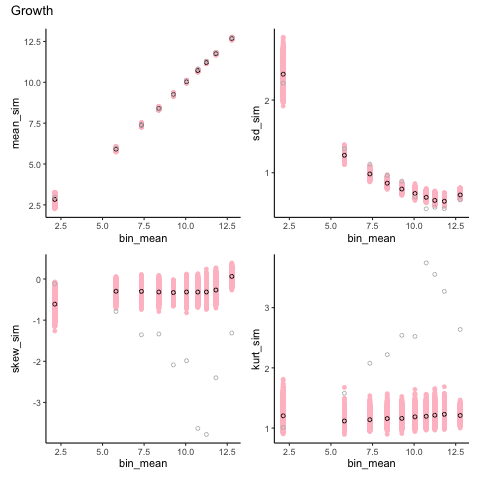 Growth
mean_sim
12.5
10.0
7.5
5.0
2.5
2.5 5.0 7.5 10.0 12.5
bin_mean
sd_sim
2
1
2.5 5.0 7.5 10.0 12.5
bin_mean
skew_sim
0
-1
-2
-3
2.5 5.0 7.5 10.0 12.5
bin_mean
kurt_sim
3
2
1
2.5 5.0 7.5 10.0 12.5
bin_mean